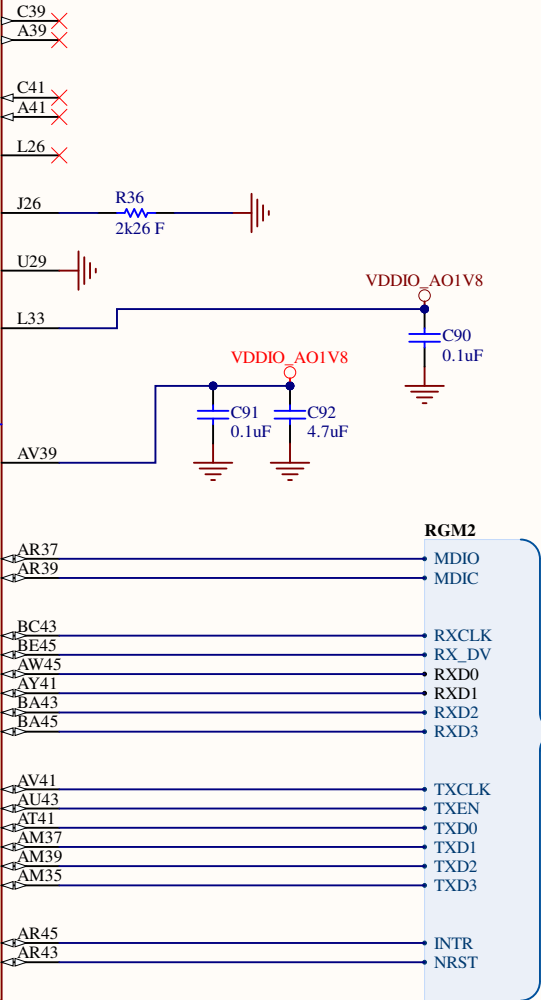 C39
A39
C41
A41
L26
J26
R36
2k26 F
U29
VDDIO_AO1V8
L33
C90
0.1uF
VDDIO_AO1V8
C91
0.1uF
C92
4.7uF
AV39
RGM2
AR37 MDIO
AR39 MDIC
BC43 RXCLK
BE45 RX_DV
AW45 RXD0
AY41 RXD1
BA43 RXD2
BA45 RXD3
AV41 TXCLK
AU43 TXEN
AT41 TXD0
AM37 TXD1
AM39 TXD2
AM35 TXD3
AR45 INTR
AR43 NRST